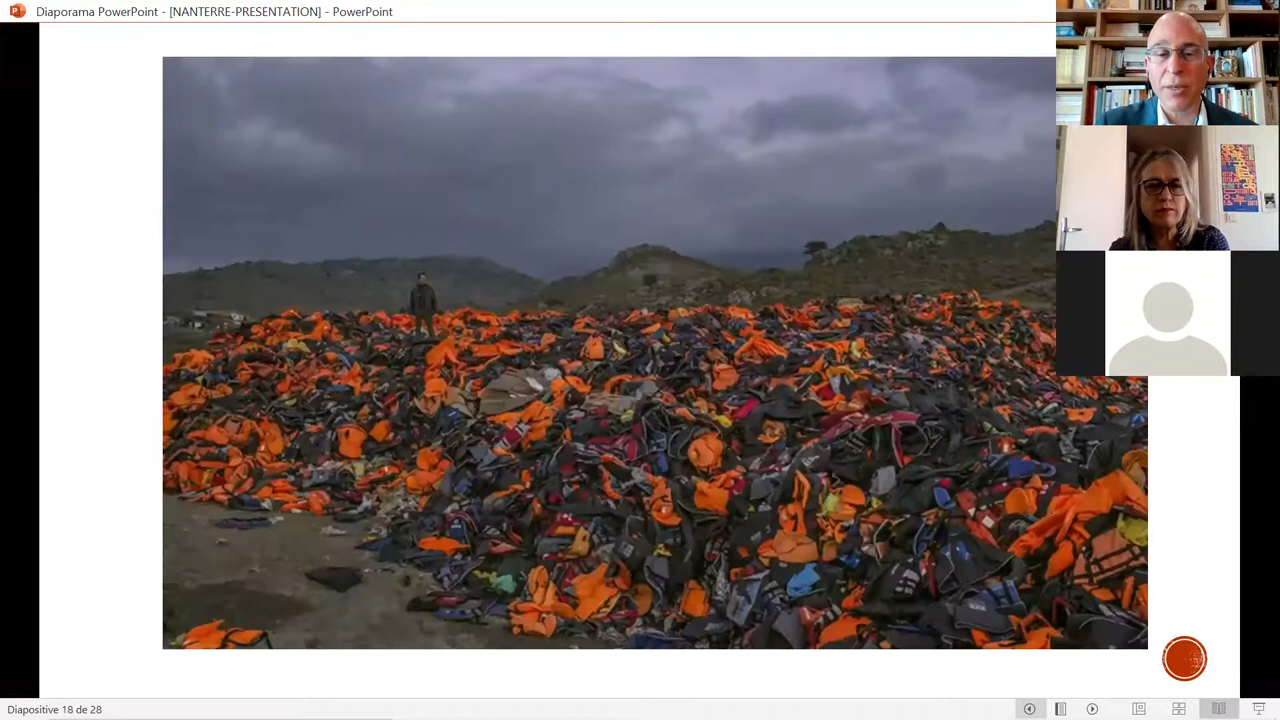 Diaporama PowerPoint - [NANTERRE-PRESENTATION] - PowerPoint
Diapositive 18 de 28